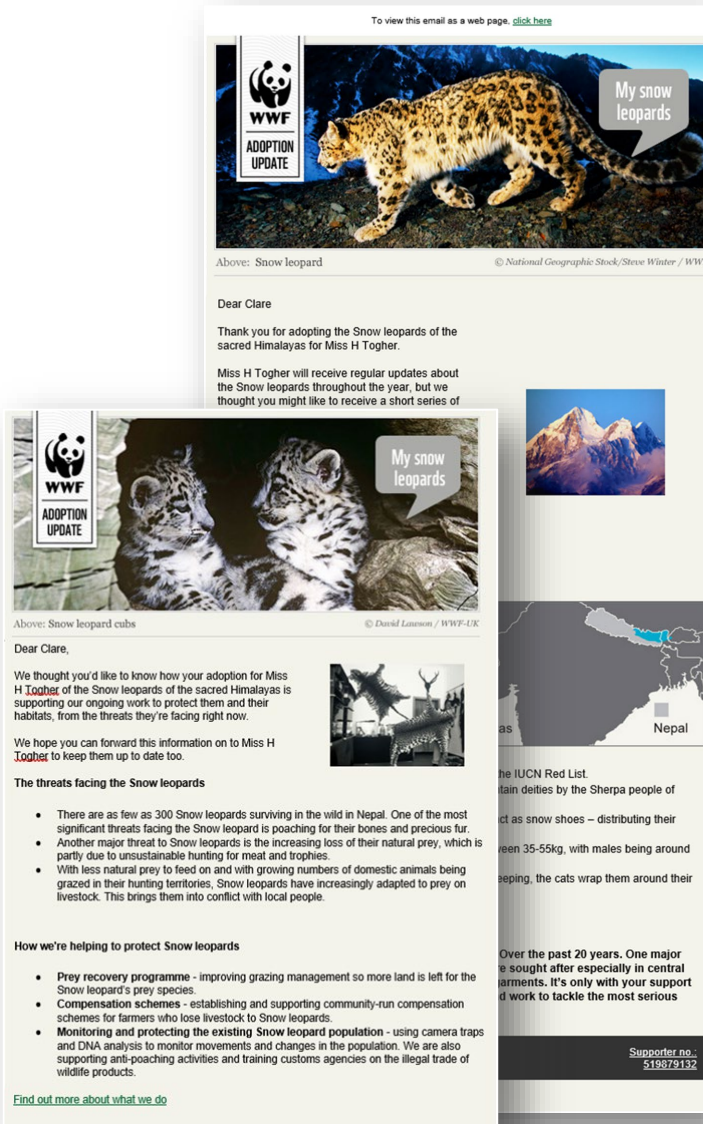 To view this email as a web page, click here
WWF
ADOPTION
UPDATE
My snow
leopards
Above: Snow leopard
© National Geographic Stock/Steve Winter / WW
Dear Clare
Thank you for adopting the Snow leopards of the
sacred Himalayas for Miss H Togher.
Miss H Togher will receive regular updates about
the Snow leopards throughout the year, but we
thought you might like to receive a short series of
WWF
ADOPTION
UPDATE
My snow
leopards
Above: Snow leopard cubs
© David Lawson / WWF-UK
Dear Clare,
We thought you'd like to know how your adoption for Miss
H Togher of the Snow leopards of the sacred Himalayas is
supporting our ongoing work to protect them and their
habitats, from the threats they're facing right now.
We hope you can forward this information on to Miss H
Togher to keep them up to date too.
The threats facing the Snow leopards
• There are as few as 300 Snow leopards surviving in the wild in Nepal. One of the most
significant threats facing the Snow leopard is poaching for their bones and precious fur.
• Another major threat to Snow leopards is the increasing loss of their natural prey, which is
partly due to unsustainable hunting for meat and trophies.
• With less natural prey to feed on and with growing numbers of domestic animals being
grazed in their hunting territories, Snow leopards have increasingly adapted to prey on
livestock. This brings them into conflict with local people.
How we're helping to protect Snow leopards
• Prey recovery programme - improving grazing management so more land is left for the
Snow leopard's prey species.
• Compensation schemes - establishing and supporting community-run compensation
schemes for farmers who lose livestock to Snow leopards.
• Monitoring and protecting the existing Snow leopard population - using camera traps
and DNA analysis to monitor movements and changes in the population. We are also
supporting anti-poaching activities and training customs agencies on the illegal trade of
wildlife products.
Find out more about what we do
as
Nepal
he IUCN Red List.
tain deities by the Sherpa people of
ct as snow shoes – distributing their
een 35-55kg, with males being around
eeping, the cats wrap them around their
Over the past 20 years. One major
e sought after especially in central
arments. It's only with your support
d work to tackle the most serious
Supporter no.:
519879132